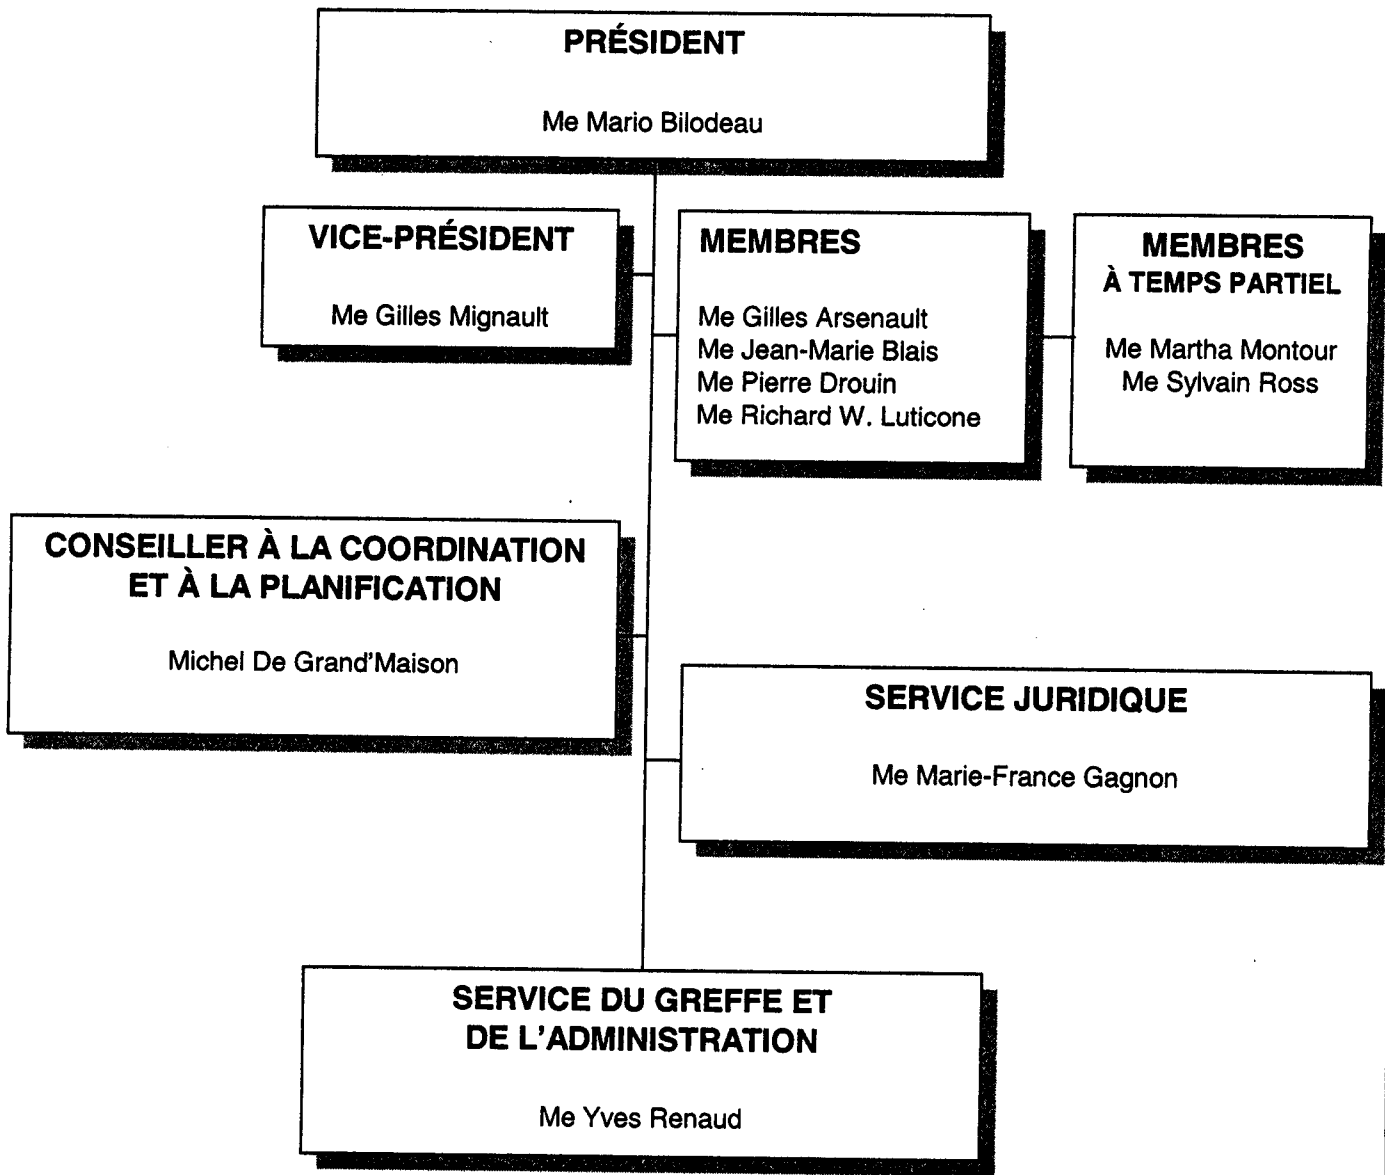 PRÉSIDENT
Me Mario Bilodeau
VICE-PRÉSIDENT
Me Gilles Mignault
MEMBRES
Me Gilles Arsenault
Me Jean-Marie Blais
Me Pierre Drouin
Me Richard W. Luticone
MEMBRES
À TEMPS PARTIEL
Me Martha Montour
Me Sylvain Ross
CONSEILLER À LA COORDINATION
ET À LA PLANIFICATION
Michel De Grand'Maison
SERVICE JURIDIQUE
Me Marie-France Gagnon
SERVICE DU GREFFE ET
DE L'ADMINISTRATION
Me Yves Renaud